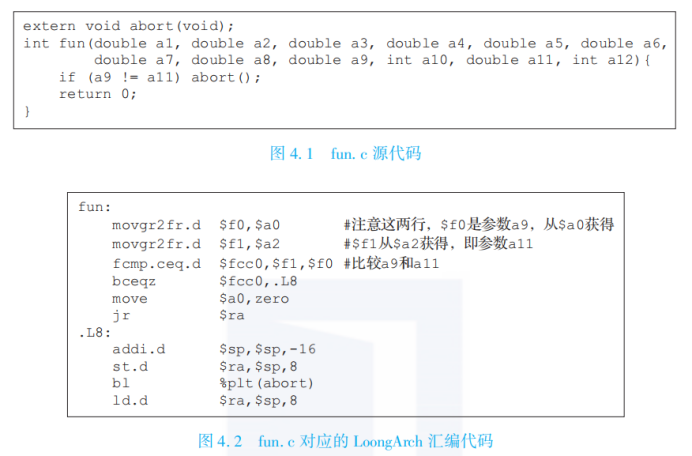 extern void abort(void);
int fun(double a1, double a2, double a3, double a4, double a5, double a6,
        double a7, double a8, double a9, int a10, double a11, int a12){
    if (a9 != a11) abort();
    return 0;
}
图 4.1 fun.c 源代码
fun:
    movgr2fr.d $f0,$a0 #注意这两行，$f0是参数a9，从$a0获得
    movgr2fr.d $f1,$a2 #$f1从$a2获得，即参数a11
    fcmp.ceq.d $fcc0,$f1,$f0 #比较a9和a11
    bceqz $fcc0,.L8
    move $a0,zero
    jr $ra
.L8:
    addi.d $sp,$sp,-16
    st.d $ra,$sp,8
    bl %plt(abort)
    ld.d $ra,$sp,8
图 4.2 fun.c 对应的 LoongArch 汇编代码